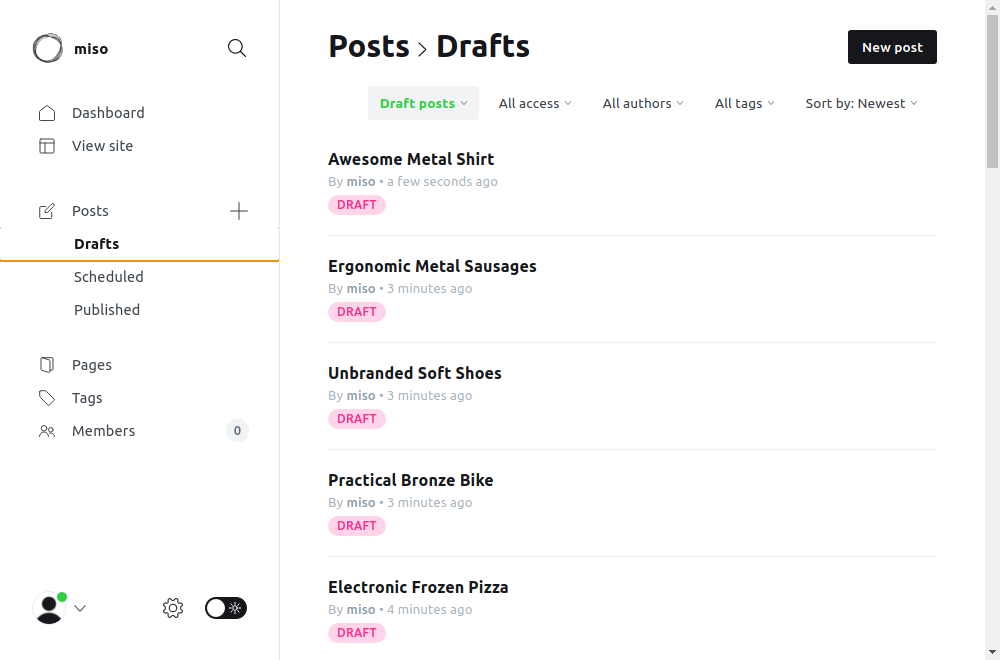 miso
Dashboard
View site
Posts
Drafts
Scheduled
Published
Pages
Tags
Members 0
Posts > Drafts
New post
Draft posts All access All authors All tags Sort by: Newest
Awesome Metal Shirt
By miso • a few seconds ago
DRAFT
Ergonomic Metal Sausages
By miso • 3 minutes ago
DRAFT
Unbranded Soft Shoes
By miso • 3 minutes ago
DRAFT
Practical Bronze Bike
By miso • 3 minutes ago
DRAFT
Electronic Frozen Pizza
By miso • 4 minutes ago
DRAFT